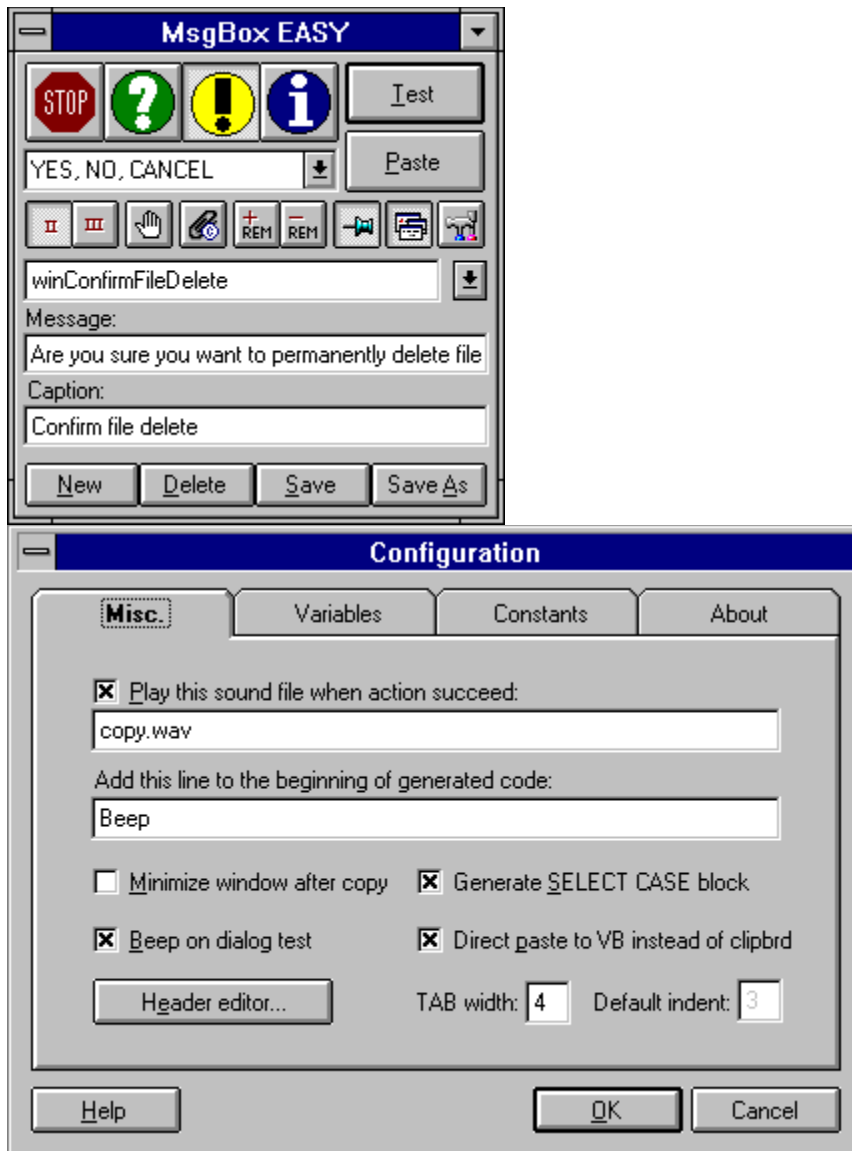 MsgBox EASY
STOP ? ! i Test
YES, NO, CANCEL Paste
II III C + REM − REM
winConfirmFileDelete
Message:
Are you sure you want to permanently delete file
Caption:
Confirm file delete
New Delete Save Save As
Configuration
Misc. Variables Constants About
Play this sound file when action succeed:
copy.wav
Add this line to the beginning of generated code:
Beep
Minimize window after copy Generate SELECT CASE block
Beep on dialog test Direct paste to VB instead of clipbrd
Header editor... TAB width: 4 Default indent: 3
Help OK Cancel